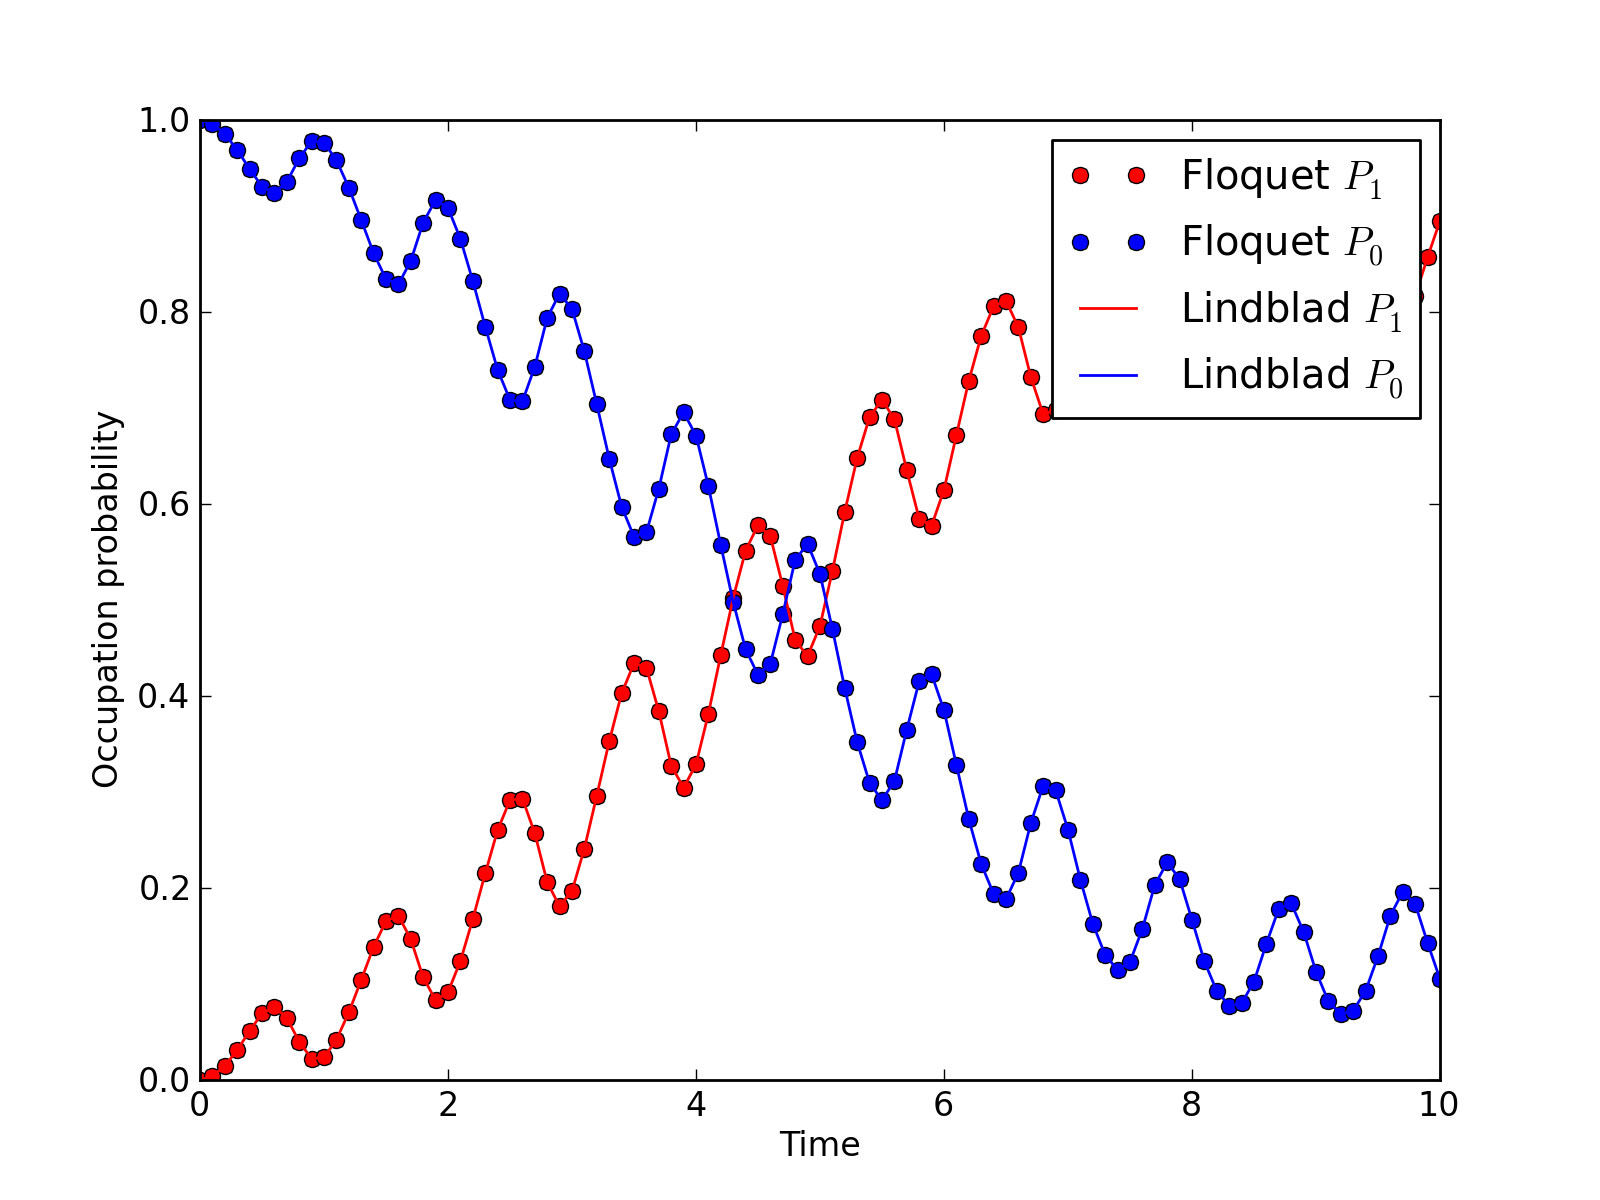 1.0
0.8
0.6
0.4
0.2
0.0
0
2
4
6
8
10
Time
Occupation probability
Floquet P₁
Floquet P₀
Lindblad P₁
Lindblad P₀